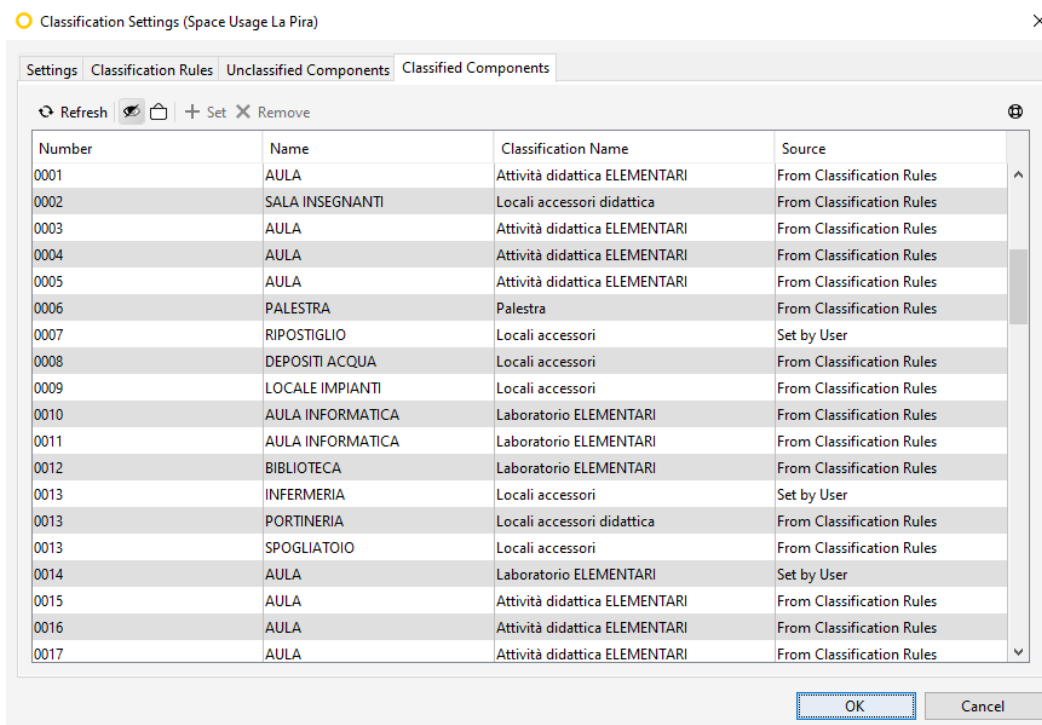 Classification Settings (Space Usage La Pira)
Settings Classification Rules Unclassified Components Classified Components
Refresh Set Remove
Number Name Classification Name Source
0001 AULA Attività didattica ELEMENTARI From Classification Rules
0002 SALA INSEGNANTI Locali accessori didattica From Classification Rules
0003 AULA Attività didattica ELEMENTARI From Classification Rules
0004 AULA Attività didattica ELEMENTARI From Classification Rules
0005 AULA Attività didattica ELEMENTARI From Classification Rules
0006 PALESTRA Palestra From Classification Rules
0007 RIPOSTIGLIO Locali accessori Set by User
0008 DEPOSITI ACQUA Locali accessori From Classification Rules
0009 LOCALE IMPIANTI Locali accessori From Classification Rules
0010 AULA INFORMATICA Laboratorio ELEMENTARI From Classification Rules
0011 AULA INFORMATICA Laboratorio ELEMENTARI From Classification Rules
0012 BIBLIOTECA Laboratorio ELEMENTARI From Classification Rules
0013 INFERMERIA Locali accessori Set by User
0013 PORTINERIA Locali accessori didattica From Classification Rules
0013 SPOGLIATOIO Locali accessori From Classification Rules
0014 AULA Laboratorio ELEMENTARI Set by User
0015 AULA Attività didattica ELEMENTARI From Classification Rules
0016 AULA Attività didattica ELEMENTARI From Classification Rules
0017 AULA Attività didattica ELEMENTARI From Classification Rules
OK Cancel